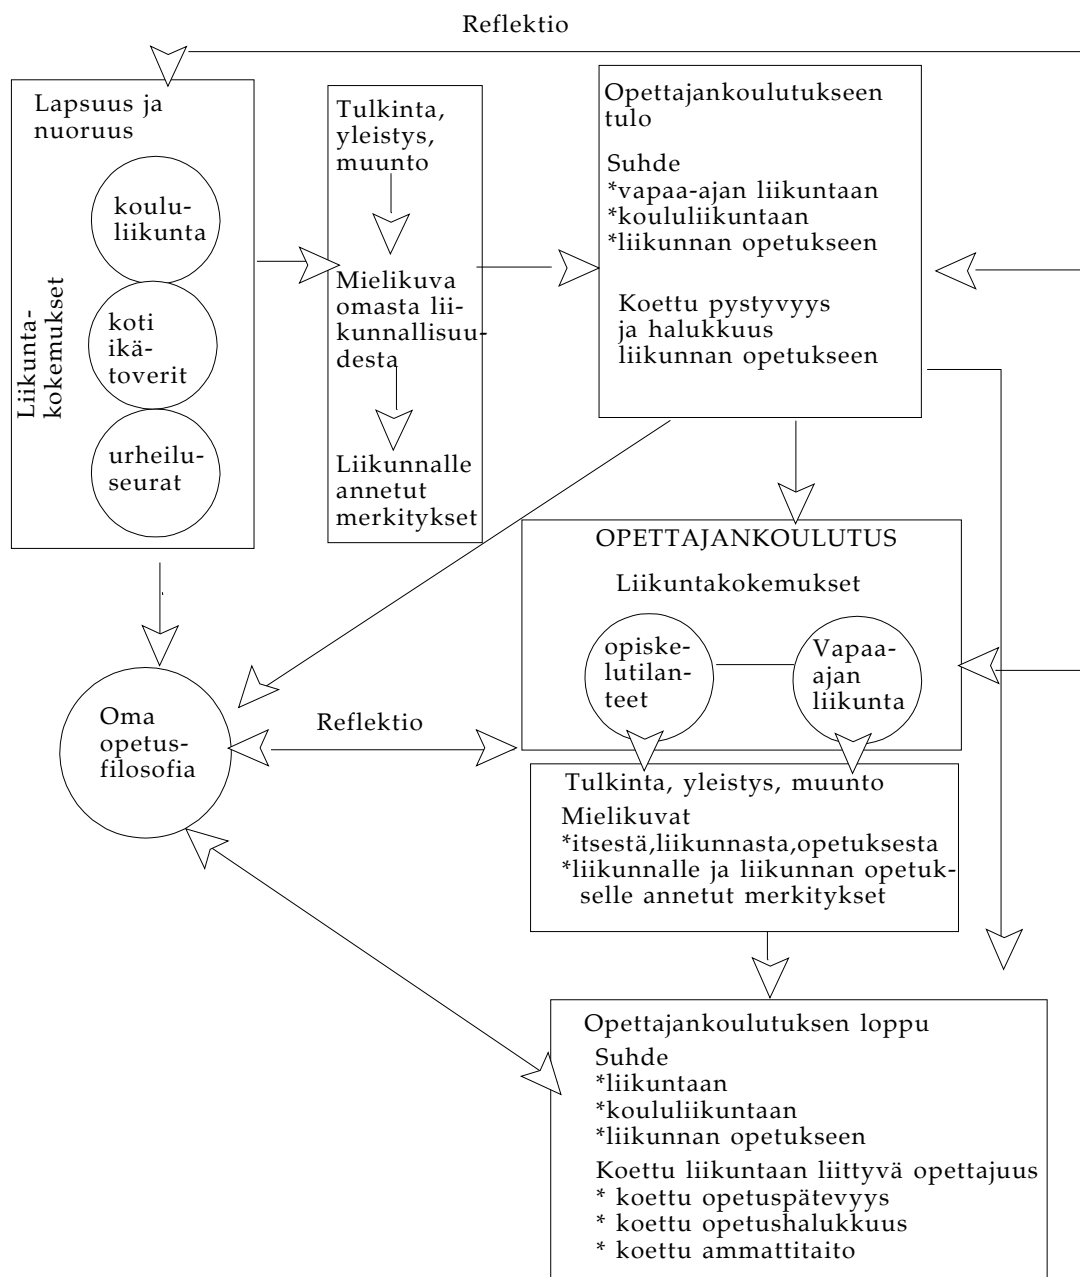 Reflektio
Lapsuus ja
nuoruus
Liikunta-
kokemukset
koulu-
liikunta
koti
ikä-
toverit
urheilu-
seurat
Tulkinta,
yleistys,
muunto
Mielikuva
omasta lii-
kunnallisuu-
desta
Liikunnalle
annetut
merkitykset
Opettajankoulutukseen
tulo
Suhde
*vapaa-ajan liikuntaan
*koululiikuntaan
*liikunnan opetukseen
Koettu pystyvyys
ja halukkuus
liikunnan opetukseen
OPETTAJANKOULUTUS
Liikuntakokemukset
opiske-
lutilan-
teet
Vapaa-
ajan
liikunta
Oma
opetus-
filosofia
Reflektio
Tulkinta, yleistys, muunto
Mielikuvat
*itsestä,liikunnasta,opetuksesta
*liikunnalle ja liikunnan opetuk-
selle annetut merkitykset
Opettajankoulutuksen loppu
Suhde
*liikuntaan
*koululiikuntaan
*liikunnan opetukseen
Koettu liikuntaan liittyvä opettajuus
* koettu opetuspätevyys
* koettu opetushalukkuus
* koettu ammattitaito